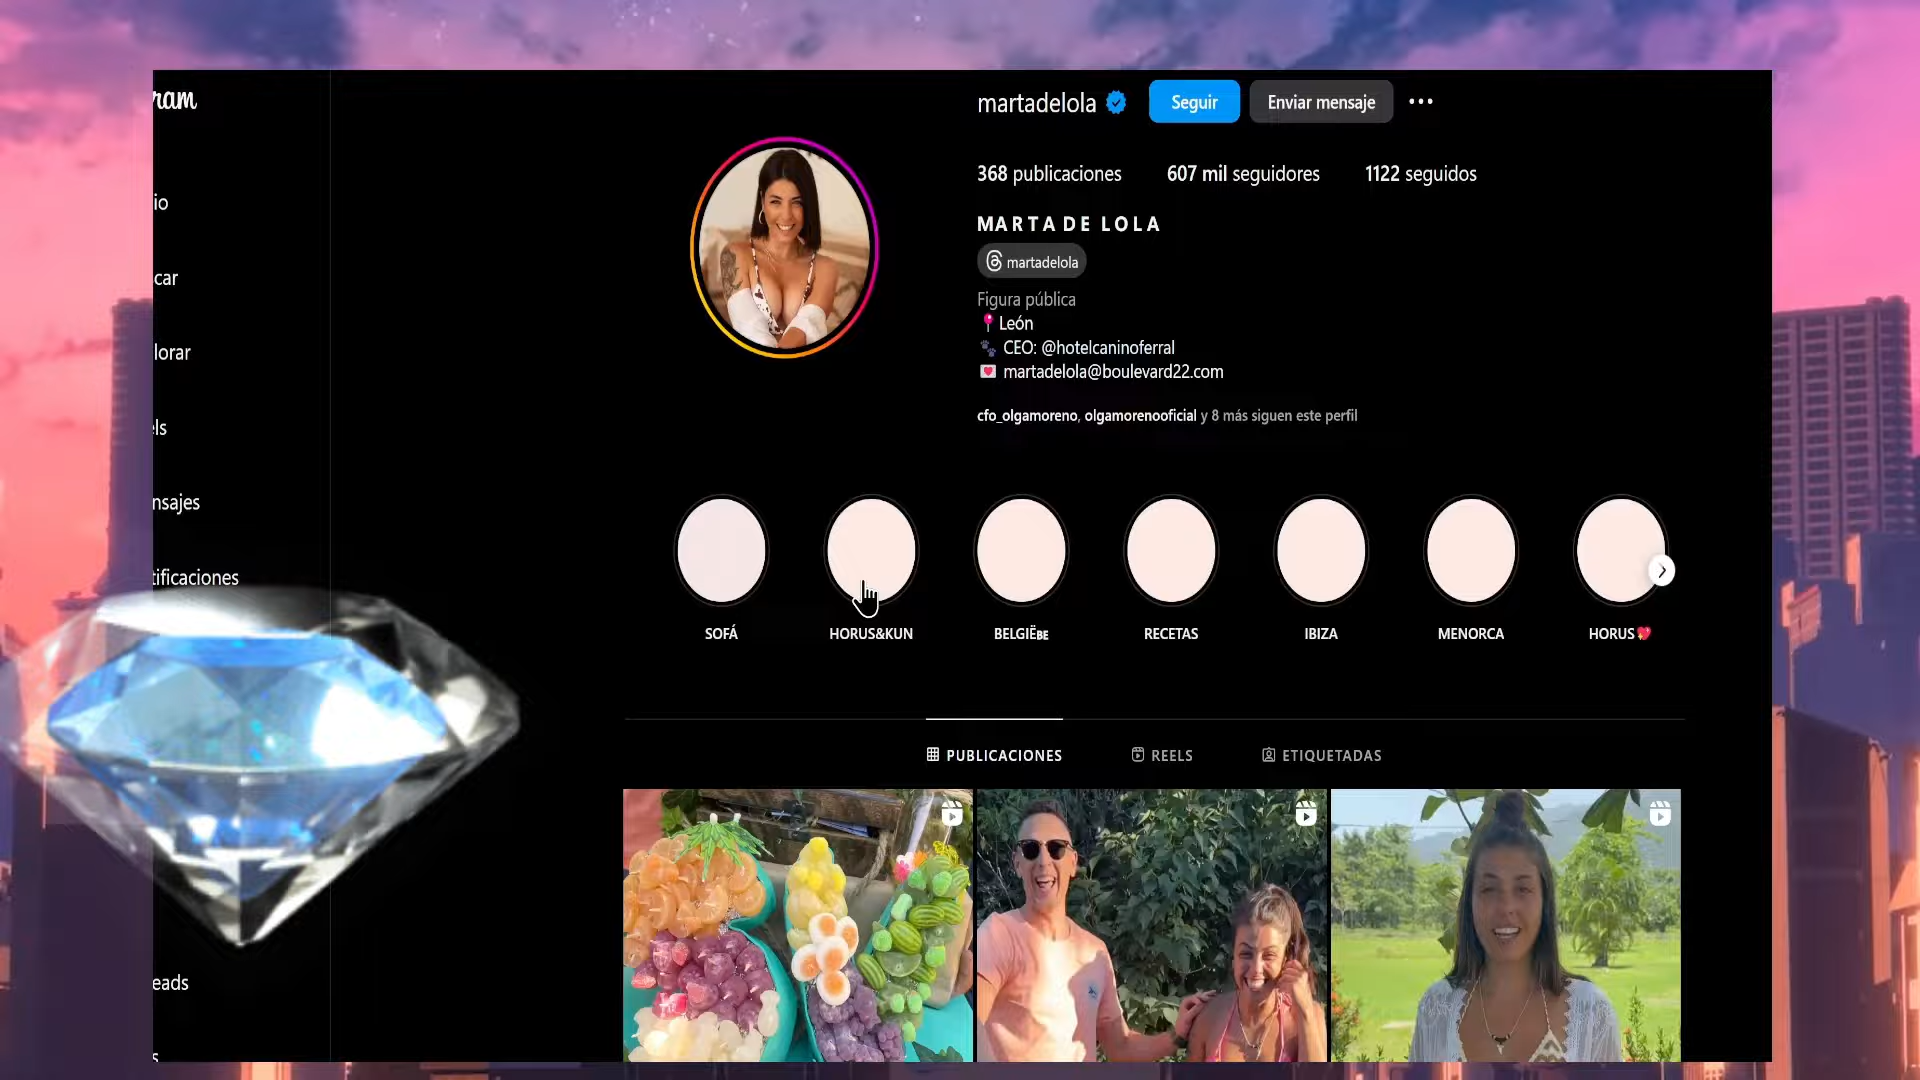 ram
martadelola
Seguir
Enviar mensaje
368 publicaciones
607 mil seguidores
1122 seguidos
MARTA DE LOLA
martadelola
Figura pública
León
CEO: @hotelcaninoferral
martadelola@boulevard22.com
cfo_olgamoreno, olgamorenooficial y 8 más siguen este perfil
io
car
lorar
els
nsajes
tificaciones
eads
s
SOFÁ
HORUS&KUN
BELGIËBE
RECETAS
IBIZA
MENORCA
HORUS💖
PUBLICACIONES
REELS
ETIQUETADAS